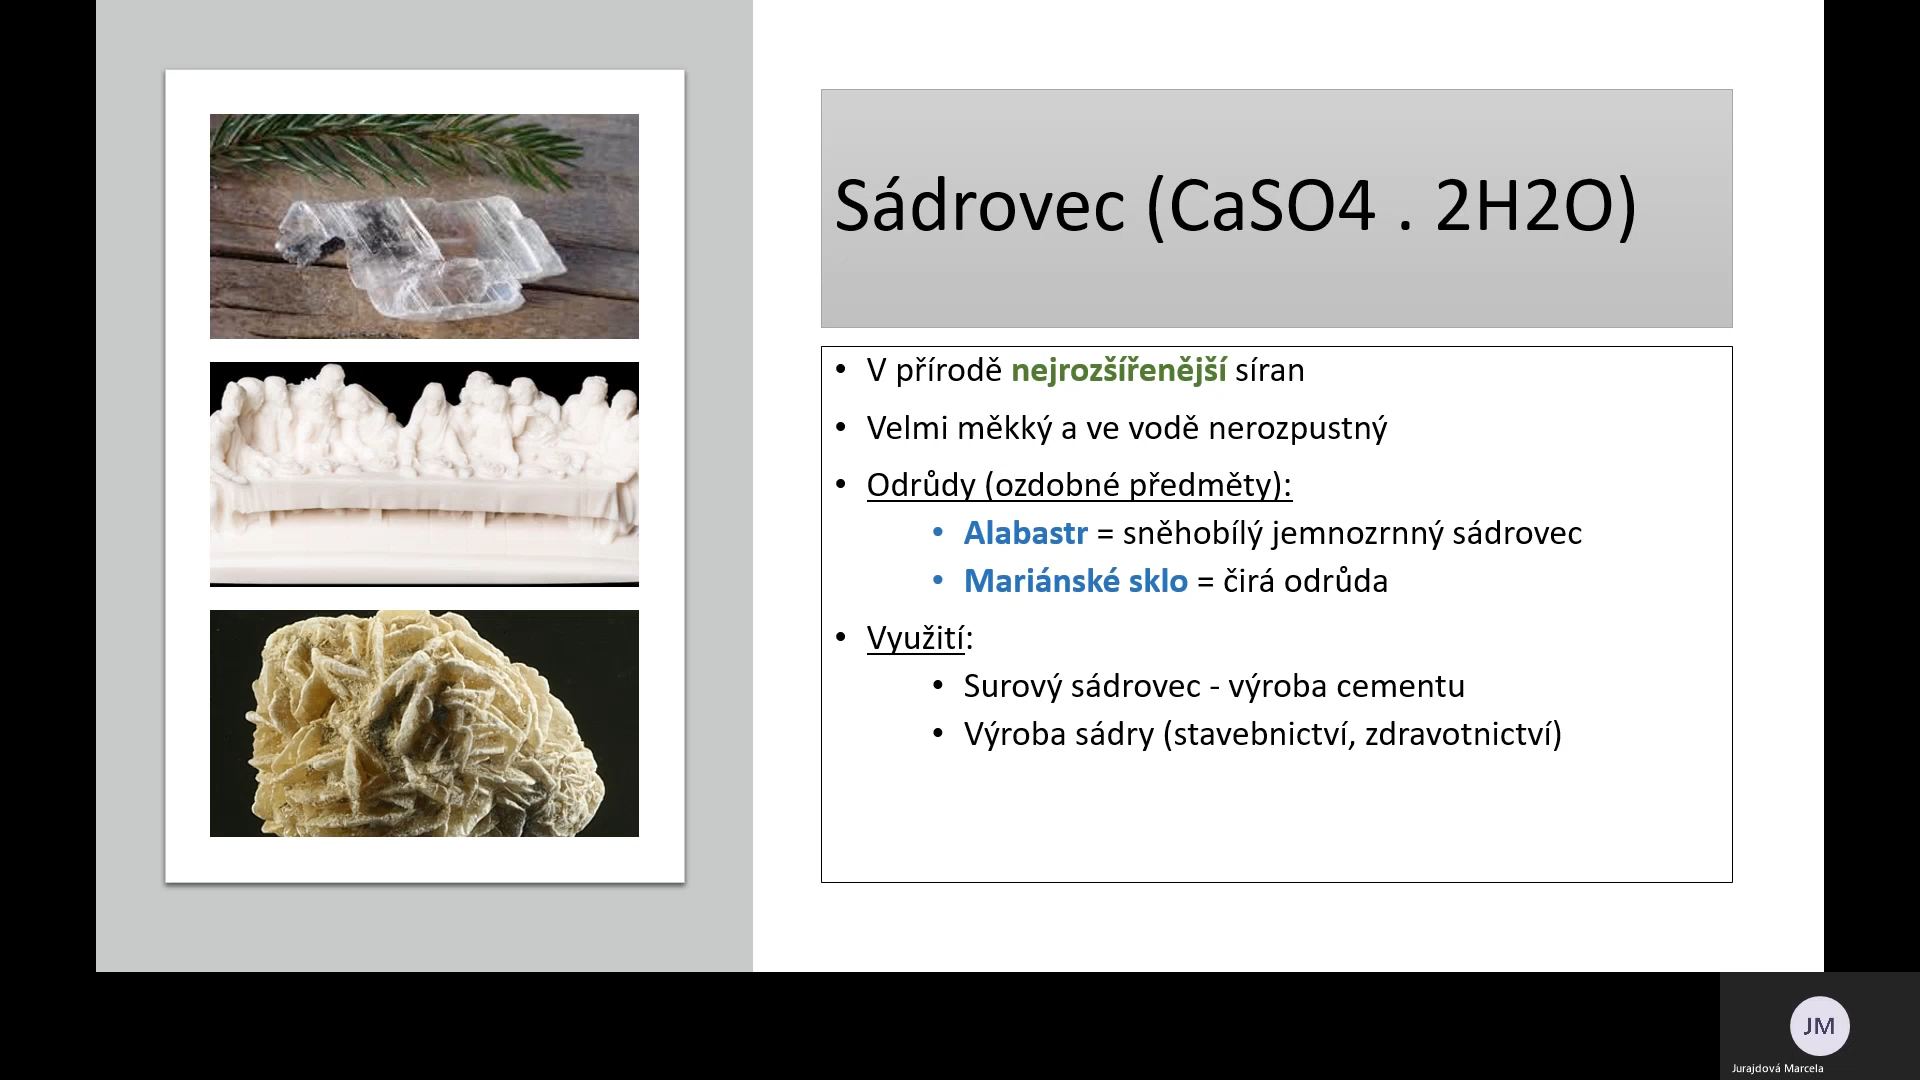 Sádrovec (CaSO4 . 2H2O)
• V přírodě nejrozšířenější síran
• Velmi měkký a ve vodě nerozpustný
• Odrůdy (ozdobné předměty):
• Alabastr = sněhobílý jemnozrnný sádrovec
• Mariánské sklo = čirá odrůda
• Využití:
• Surový sádrovec - výroba cementu
• Výroba sádry (stavebnictví, zdravotnictví)
JM
Jurajdová Marcela